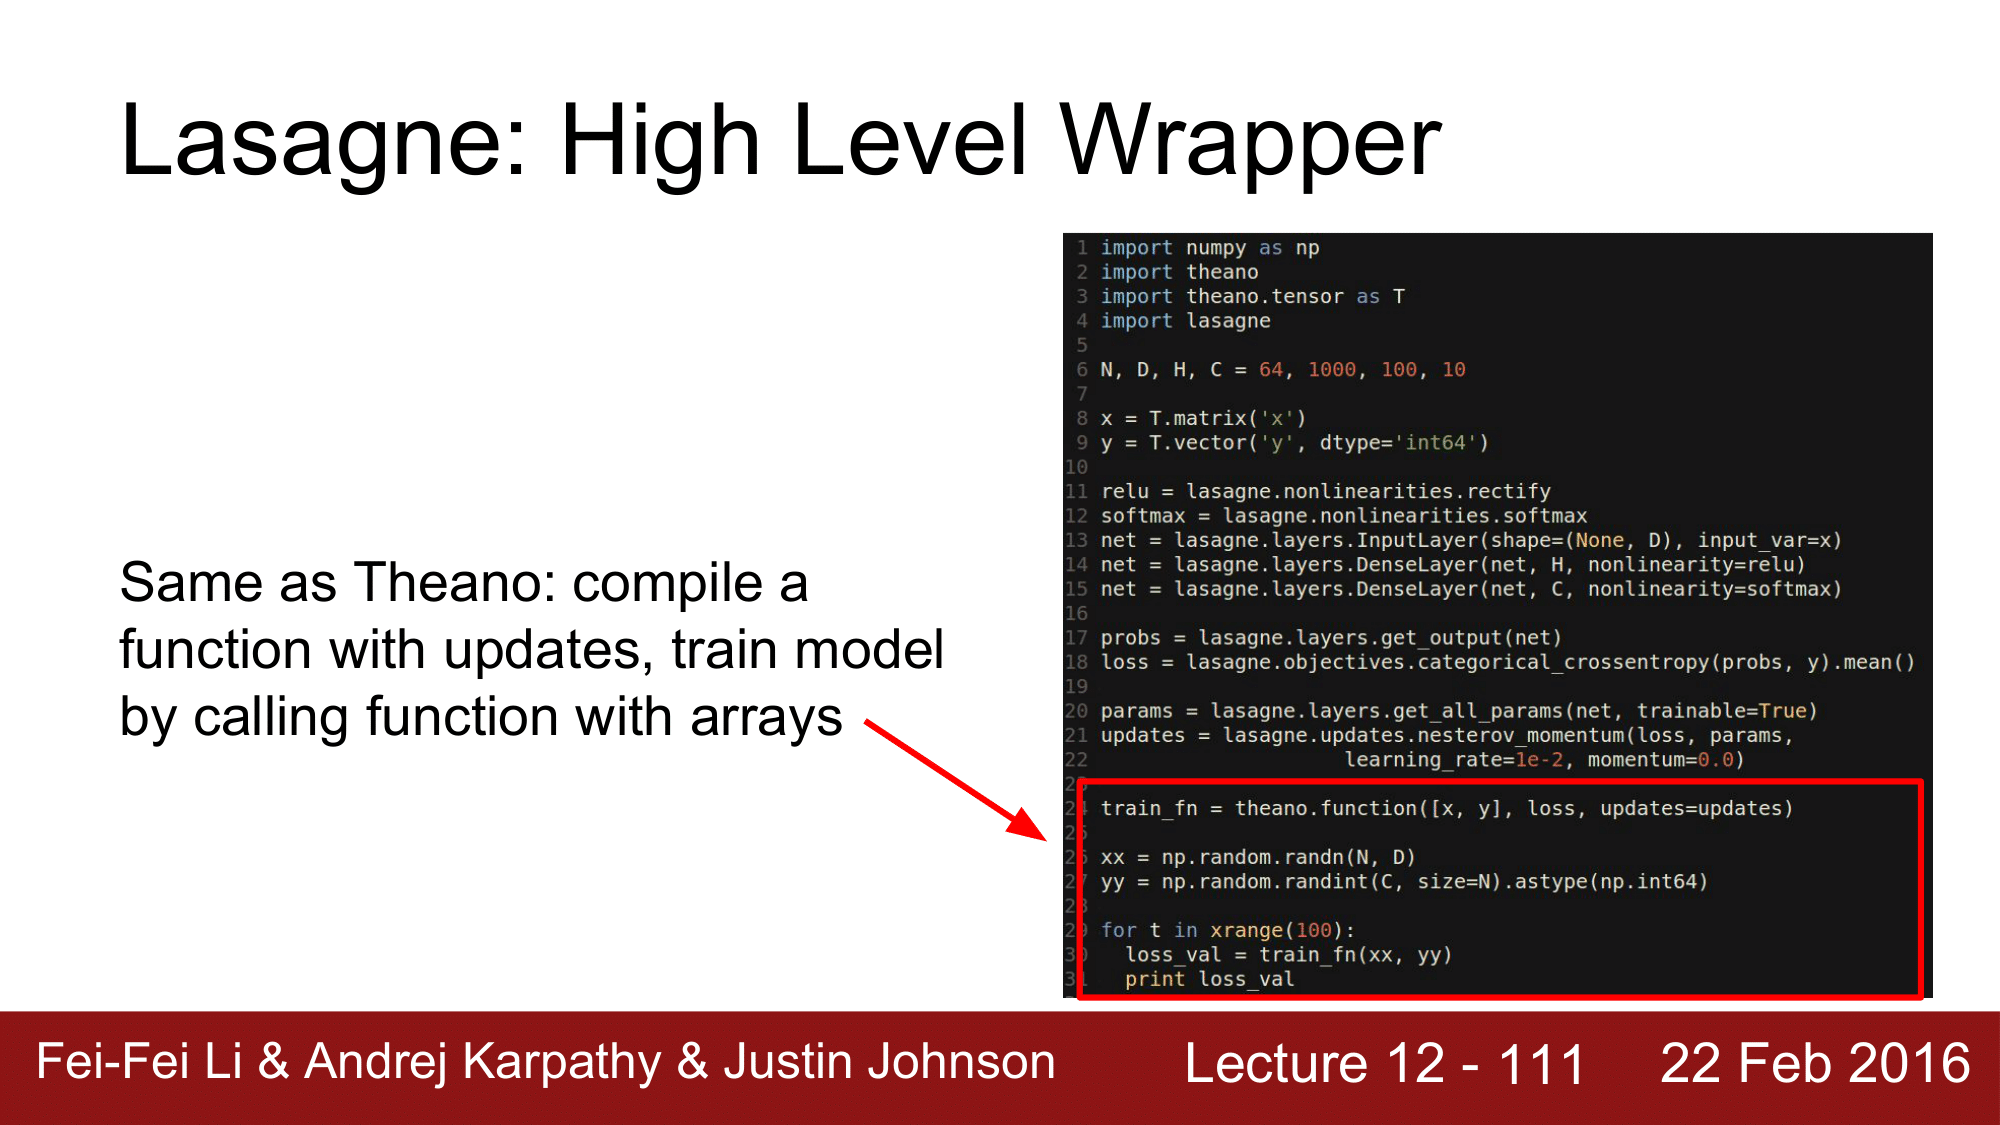 Lasagne: High Level Wrapper
Same as Theano: compile a
function with updates, train model
by calling function with arrays
1 import numpy as np
2 import theano
3 import theano.tensor as T
4 import lasagne
5
6 N, D, H, C = 64, 1000, 100, 10
7
8 x = T.matrix('x')
9 y = T.vector('y', dtype='int64')
10
11 relu = lasagne.nonlinearities.rectify
12 softmax = lasagne.nonlinearities.softmax
13 net = lasagne.layers.InputLayer(shape=(None, D), input_var=x)
14 net = lasagne.layers.DenseLayer(net, H, nonlinearity=relu)
15 net = lasagne.layers.DenseLayer(net, C, nonlinearity=softmax)
16
17 probs = lasagne.layers.get_output(net)
18 loss = lasagne.objectives.categorical_crossentropy(probs, y).mean()
19
20 params = lasagne.layers.get_all_params(net, trainable=True)
21 updates = lasagne.updates.nesterov_momentum(loss, params,
22                     learning_rate=1e-2, momentum=0.0)
23
24 train_fn = theano.function([x, y], loss, updates=updates)
25
26 xx = np.random.randn(N, D)
27 yy = np.random.randint(C, size=N).astype(np.int64)
28
29 for t in xrange(100):
30   loss_val = train_fn(xx, yy)
31   print loss_val
Fei-Fei Li & Andrej Karpathy & Justin Johnson
Lecture 12 - 111
22 Feb 2016